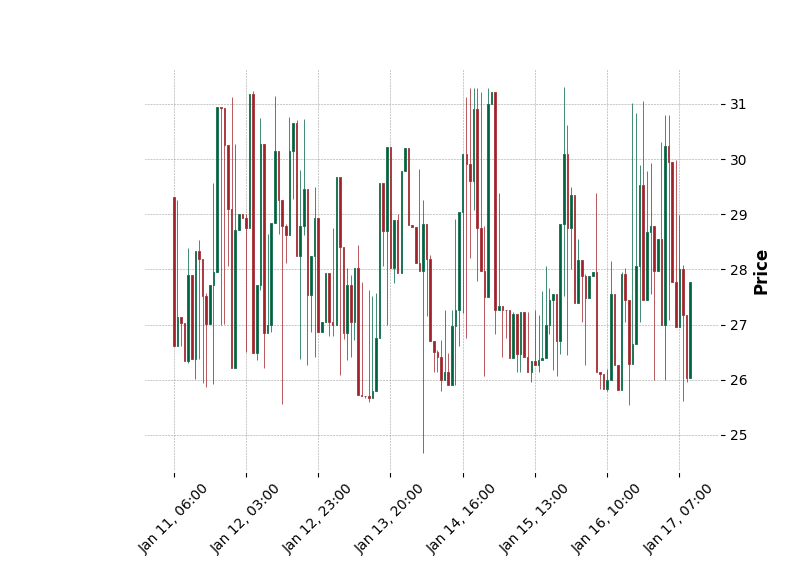 31
30
29
28
27
26
25
Price
Jan 11, 06:00
Jan 12, 03:00
Jan 12, 23:00
Jan 13, 20:00
Jan 14, 16:00
Jan 15, 13:00
Jan 16, 10:00
Jan 17, 07:00